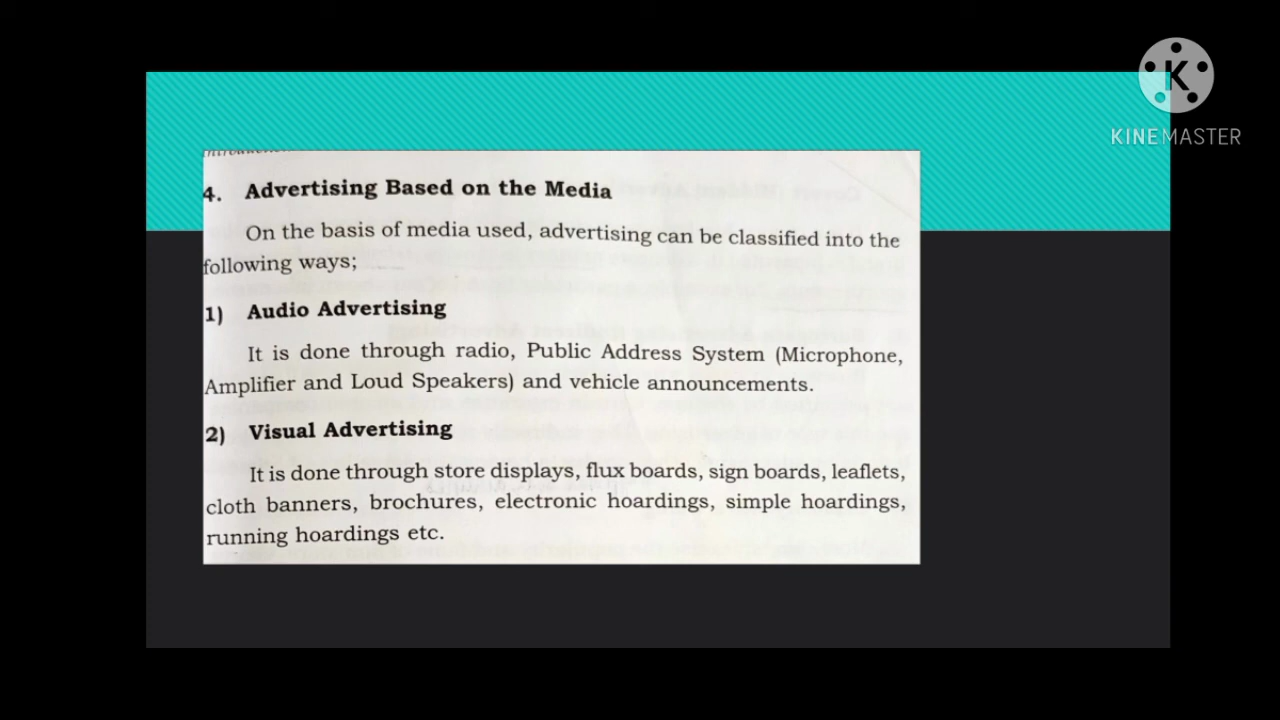 KINEMASTER
4. Advertising Based on the Media
On the basis of media used, advertising can be classified into the
following ways;
1) Audio Advertising
It is done through radio, Public Address System (Microphone,
Amplifier and Loud Speakers) and vehicle announcements.
2) Visual Advertising
It is done through store displays, flux boards, sign boards, leaflets,
cloth banners, brochures, electronic hoardings, simple hoardings,
running hoardings etc.